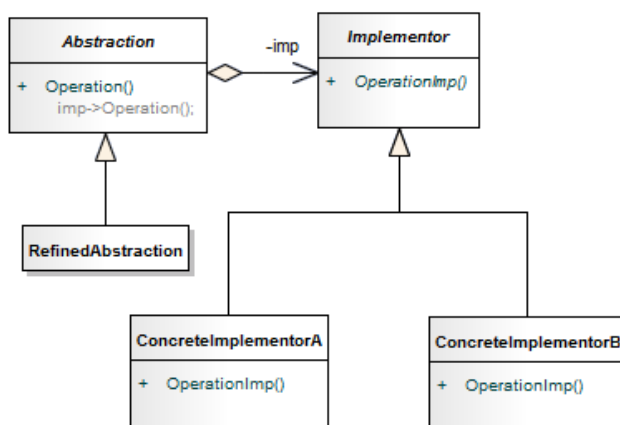 Abstraction
+ Operation()
imp->Operation();
-imp
Implementor
+ OperationImp()
RefinedAbstraction
ConcreteImplementorA
+ OperationImp()
ConcreteImplementorB
+ OperationImp()